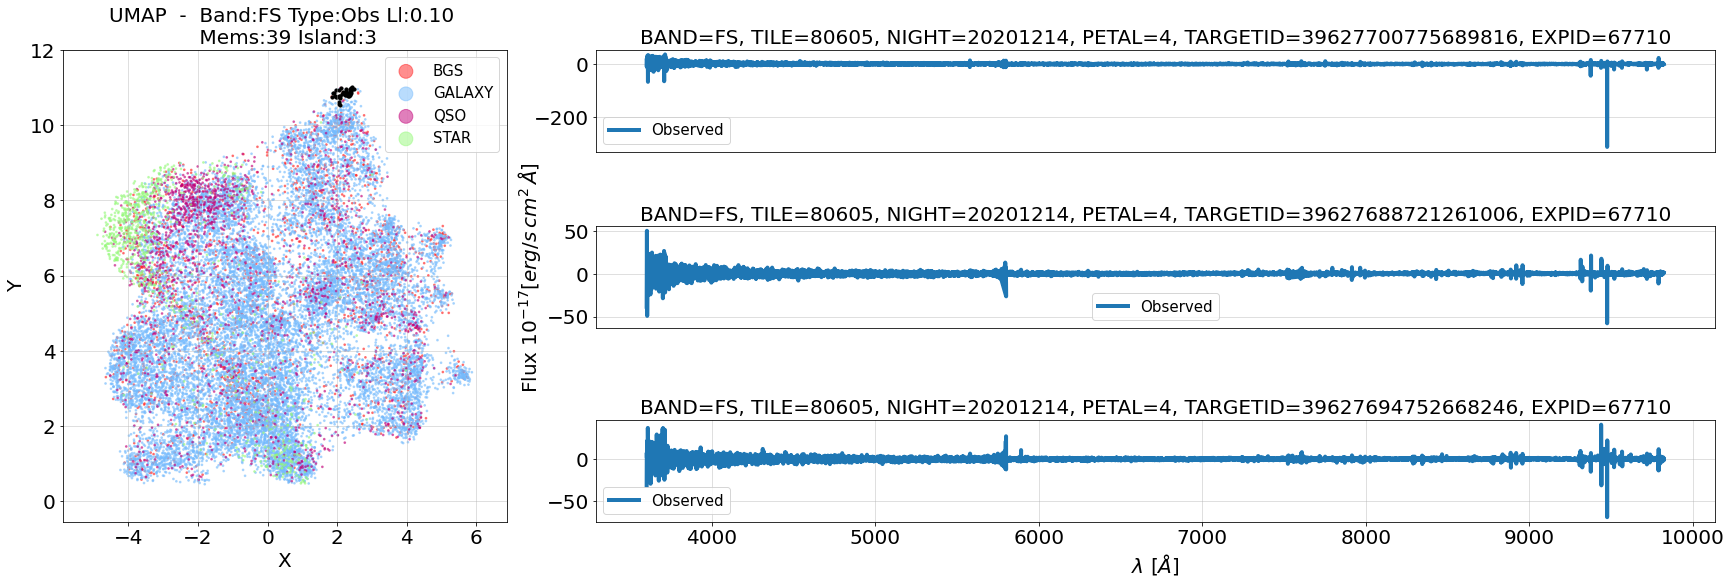 UMAP - Band:FS Type:Obs Ll:0.10
Mems:39 Island:3
BGS
GALAXY
QSO
STAR
12
10
8
6
4
2
0
Y
−4
−2
0
2
4
6
X
Flux 10⁻¹⁷[erg/s cm² Å]
BAND=FS, TILE=80605, NIGHT=20201214, PETAL=4, TARGETID=39627700775689816, EXPID=67710
0
−200
Observed
BAND=FS, TILE=80605, NIGHT=20201214, PETAL=4, TARGETID=39627688721261006, EXPID=67710
50
0
−50
Observed
BAND=FS, TILE=80605, NIGHT=20201214, PETAL=4, TARGETID=39627694752668246, EXPID=67710
0
−50
Observed
4000
5000
6000
7000
8000
9000
10000
λ [Å]